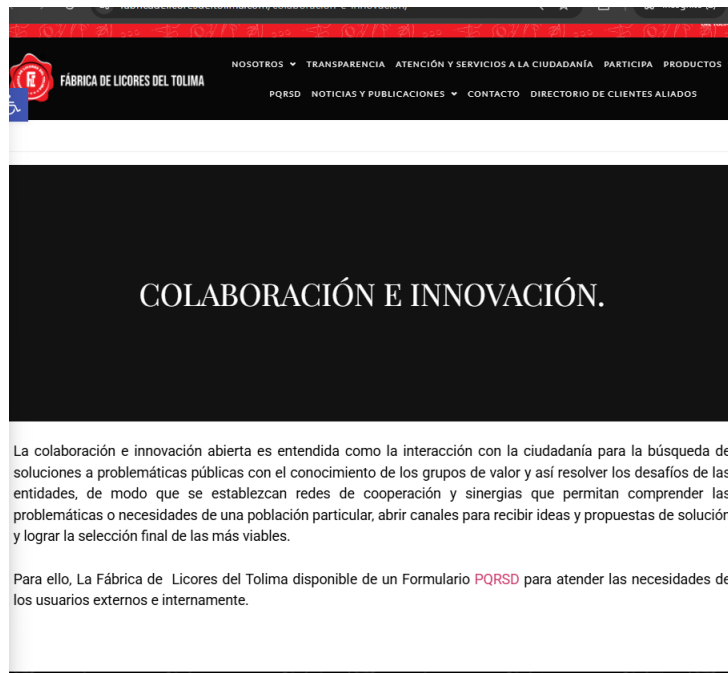 FÁBRICA DE LICORES DEL TOLIMA
NOSOTROS TRANSPARENCIA ATENCIÓN Y SERVICIOS A LA CIUDADANÍA PARTICIPA PRODUCTOS
PQRSD NOTICIAS Y PUBLICACIONES CONTACTO DIRECTORIO DE CLIENTES ALIADOS
COLABORACIÓN E INNOVACIÓN.
La colaboración e innovación abierta es entendida como la interacción con la ciudadanía para la búsqueda de
soluciones a problemáticas públicas con el conocimiento de los grupos de valor y así resolver los desafíos de las
entidades, de modo que se establezcan redes de cooperación y sinergias que permitan comprender las
problemáticas o necesidades de una población particular, abrir canales para recibir ideas y propuestas de solución
y lograr la selección final de las más viables.
Para ello, La Fábrica de Licores del Tolima disponible de un Formulario PQRSD para atender las necesidades de
los usuarios externos e internamente.